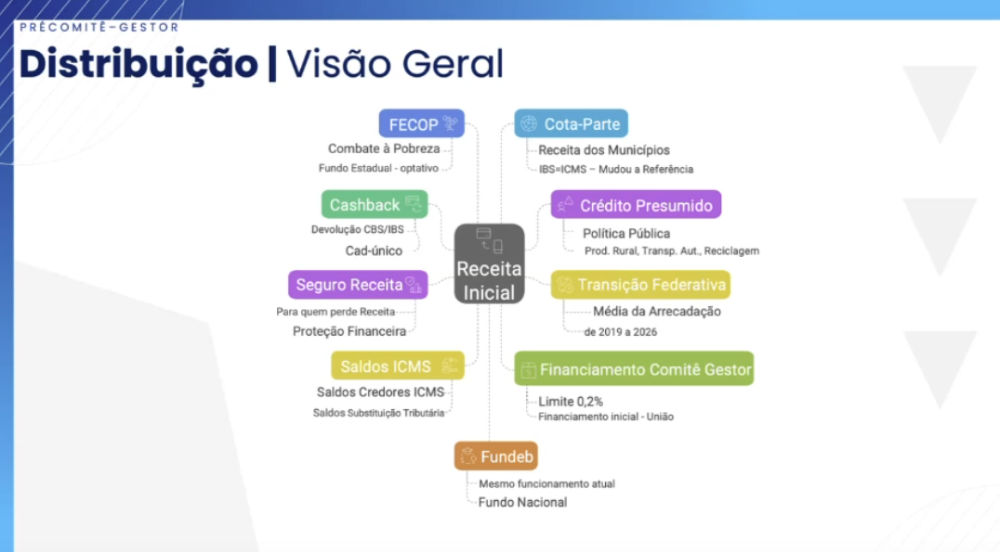 PRÉCOMITÊ-GESTOR
Distribuição | Visão Geral
FECOP
Combate à Pobreza
Fundo Estadual - optativo
Cota-Parte
Receita dos Municípios
IBS=ICMS – Mudou a Referência
Cashback
Devolução CBS/IBS
Cad-único
Crédito Presumido
Política Pública
Prod. Rural, Transp. Aut., Reciclagem
Receita
Inicial
Seguro Receita
Para quem perde Receita
Proteção Financeira
Transição Federativa
Média da Arrecadação
de 2019 a 2026
Saldos ICMS
Saldos Credores ICMS
Saldos Substituição Tributária
Financiamento Comitê Gestor
Limite 0,2%
Financiamento inicial - União
Fundeb
Mesmo funcionamento atual
Fundo Nacional